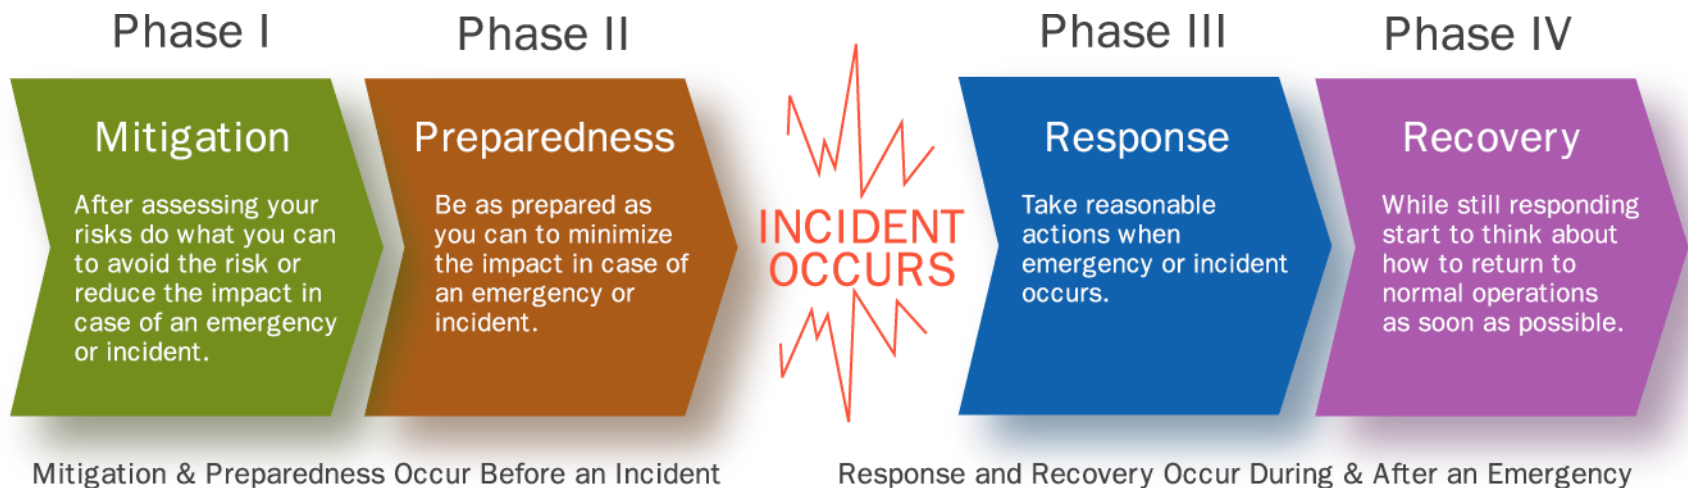 Phase I
Phase II
Phase III
Phase IV
Mitigation
After assessing your
risks do what you can
to avoid the risk or
reduce the impact in
case of an emergency
or incident.
Preparedness
Be as prepared as
you can to minimize
the impact in case of
an emergency or
incident.
INCIDENT
OCCURS
Response
Take reasonable
actions when
emergency or incident
occurs.
Recovery
While still responding
start to think about
how to return to
normal operations
as soon as possible.
Mitigation & Preparedness Occur Before an Incident
Response and Recovery Occur During & After an Emergency